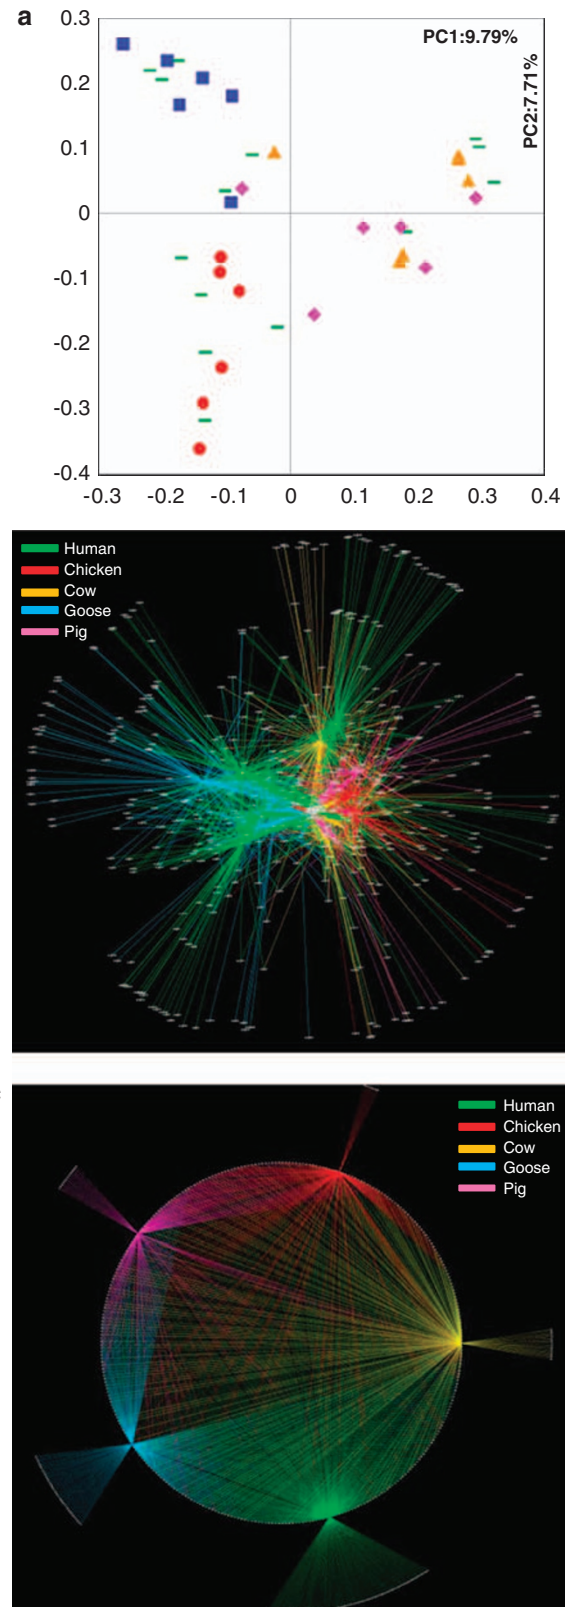 a
0.3
PC1:9.79%
PC2:7.71%
0.2
0.1
0
-0.1
-0.2
-0.3
-0.4
-0.3 -0.2 -0.1 0 0.1 0.2 0.3 0.4
Human
Chicken
Cow
Goose
Pig
Human
Chicken
Cow
Goose
Pig